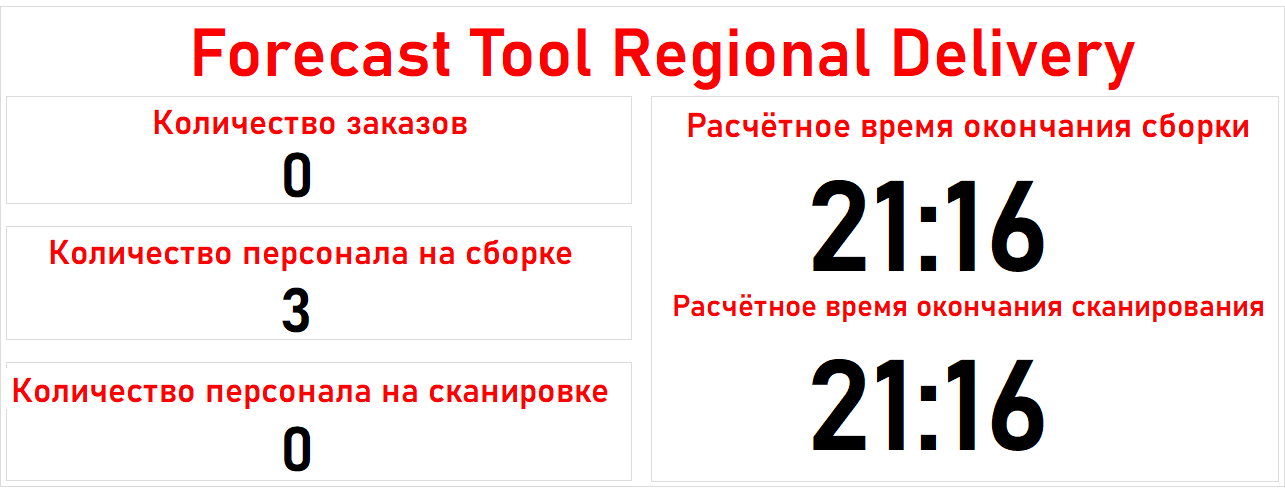 Forecast Tool Regional Delivery
Количество заказов
0
Количество персонала на сборке
3
Количество персонала на сканировке
0
Расчётное время окончания сборки
21:16
Расчётное время окончания сканирования
21:16